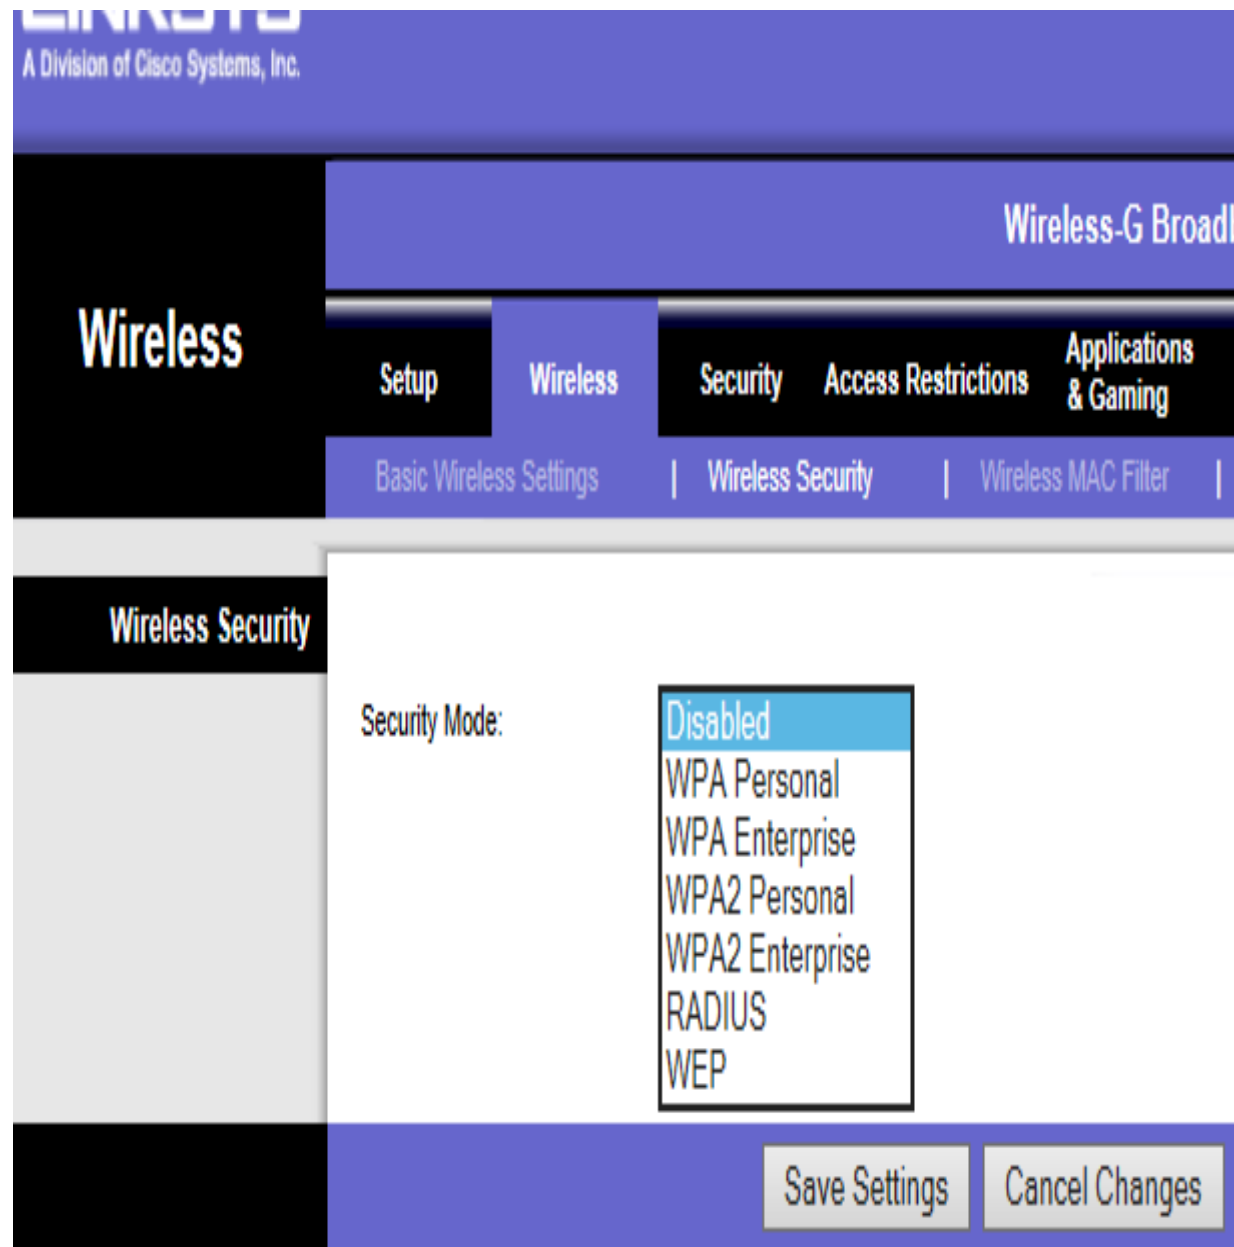 LINKSYS
A Division of Cisco Systems, Inc.
Wireless-G
Wireless
Setup Wireless Security Access Restrictions Applications & Gaming
Basic Wireless Settings | Wireless Security | Wireless MAC Filter |
Wireless Security
Security Mode:
Disabled
WPA Personal
WPA Enterprise
WPA2 Personal
WPA2 Enterprise
RADIUS
WEP
Save Settings Cancel Changes